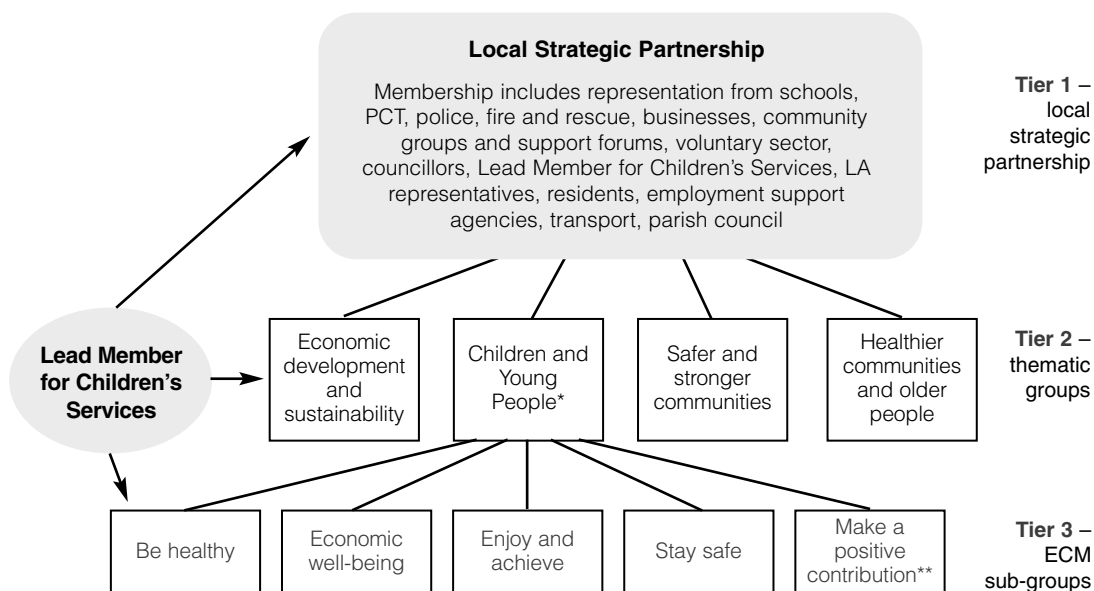 Local Strategic Partnership
Membership includes representation from schools,
PCT, police, fire and rescue, businesses, community
groups and support forums, voluntary sector,
councillors, Lead Member for Children's Services, LA
representatives, residents, employment support
agencies, transport, parish council
Tier 1 –
local
strategic
partnership
Lead Member
for Children's
Services
Economic
development
and
sustainability
Children and
Young
People*
Safer and
stronger
communities
Healthier
communities
and older
people
Tier 2 –
thematic
groups
Be healthy
Economic
well-being
Enjoy and
achieve
Stay safe
Make a
positive
contribution**
Tier 3 –
ECM
sub-groups